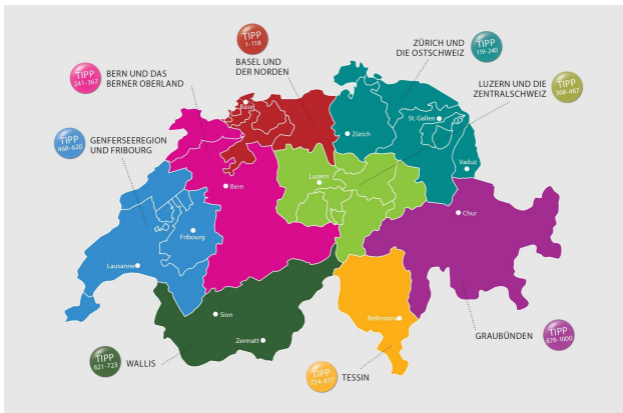 TIPP
1-118
BASEL UND
DER NORDEN
ZÜRICH UND
DIE OSTSCHWEIZ
TIPP
119-240
TIPP
241-367
BERN UND DAS
BERNER OBERLAND
LUZERN UND DIE
ZENTRALSCHWEIZ
TIPP
368-467
TIPP
468-620
GENFERSEEREGION
UND FRIBOURG
Basel
Zürich
St. Gallen
Vaduz
Luzern
Bern
Chur
Fribourg
Lausanne
Sion
Zermatt
Bellinzona
TIPP
621-723
WALLIS
TIPP
724-877
TESSIN
GRAUBÜNDEN
TIPP
878-1000